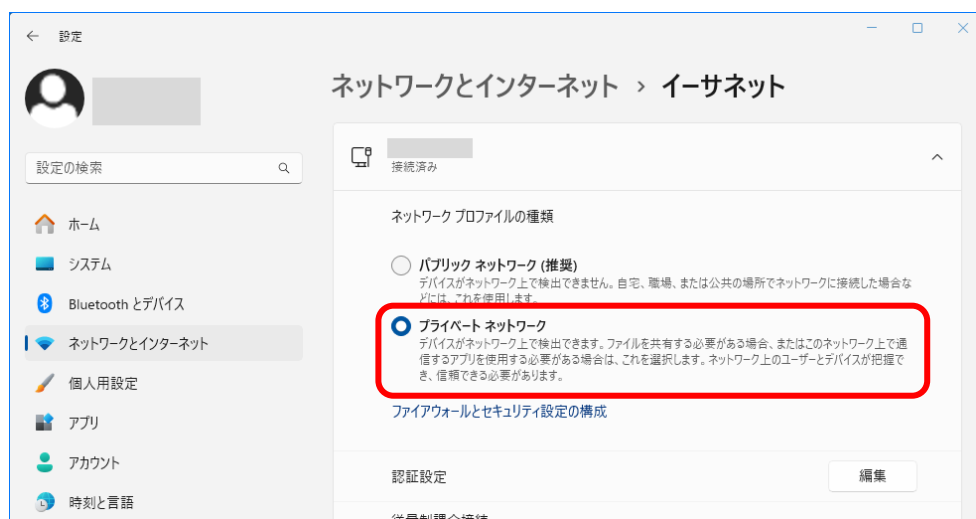 設定
ネットワークとインターネット › イーサネット
設定の検索
接続済み
ホーム
システム
Bluetooth とデバイス
ネットワークとインターネット
個人用設定
アプリ
アカウント
時刻と言語
ネットワーク プロファイルの種類
パブリック ネットワーク (推奨)
デバイスがネットワーク上で検出できません。自宅、職場、または公共の場所でネットワークに接続した場合な
どには、これを使用します。
プライベート ネットワーク
デバイスがネットワーク上で検出できます。ファイルを共有する必要がある場合、またはこのネットワーク上で通
信するアプリを使用する必要がある場合は、これを選択します。ネットワーク上のユーザーとデバイスが把握で
き、信頼できる必要があります。
ファイアウォールとセキュリティ設定の構成
認証設定
編集